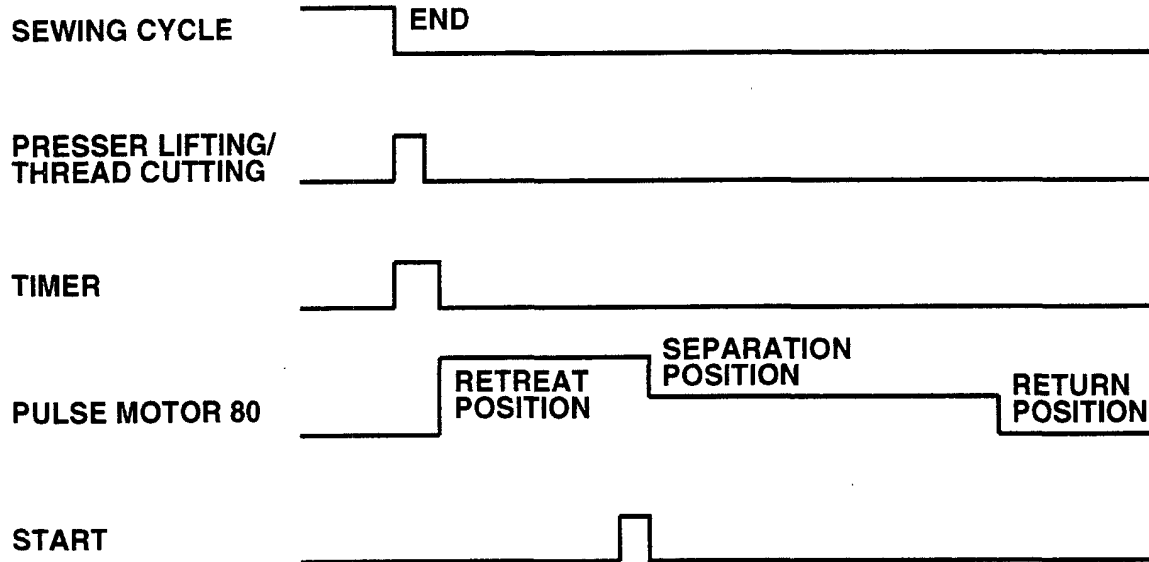 SEWING CYCLE
END
PRESSER LIFTING/
THREAD CUTTING
TIMER
PULSE MOTOR 80
RETREAT
POSITION
SEPARATION
POSITION
RETURN
POSITION
START